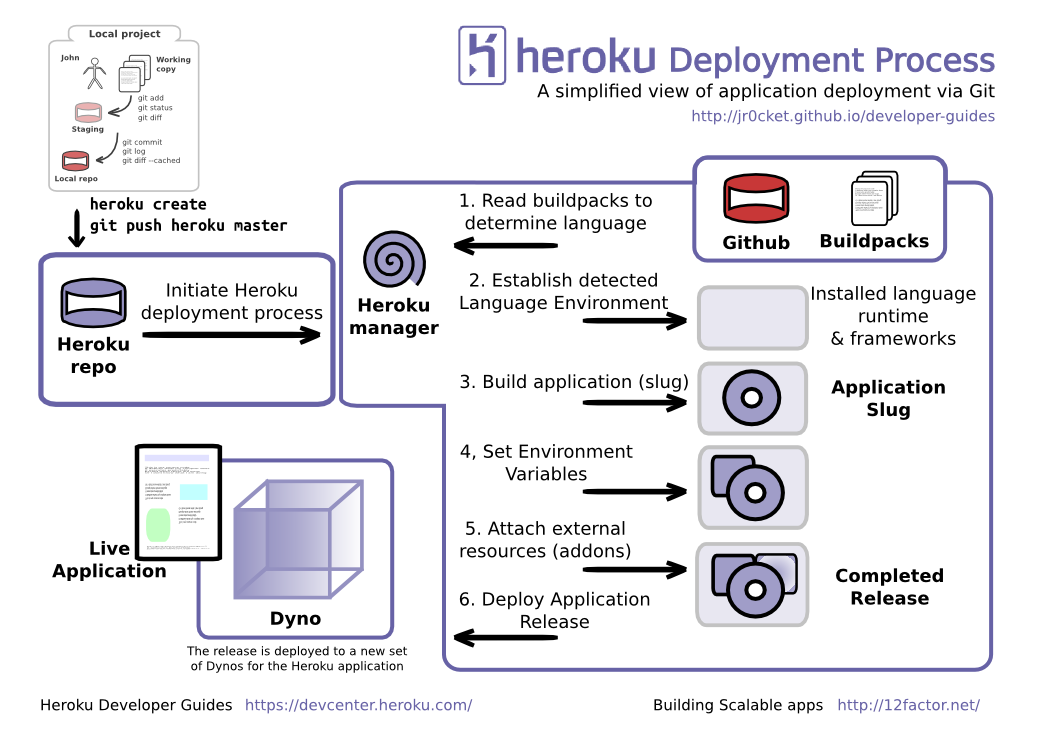 Local project
John
Working
copy
git add
git status
git diff
Staging
git commit
git log
git diff --cached
Local repo
heroku Deployment Process
A simplified view of application deployment via Git
http://jr0cket.github.io/developer-guides
heroku create
git push heroku master
Heroku
repo
Initiate Heroku
deployment process
Heroku
manager
1. Read buildpacks to
determine language
Github
Buildpacks
2. Establish detected
Language Environment
Installed language
runtime
& frameworks
3. Build application (slug)
Application
Slug
4, Set Environment
Variables
5. Attach external
resources (addons)
Completed
Release
6. Deploy Application
Release
Live
Application
Dyno
The release is deployed to a new set
of Dynos for the Heroku application
Heroku Developer Guides https://devcenter.heroku.com/
Building Scalable apps http://12factor.net/